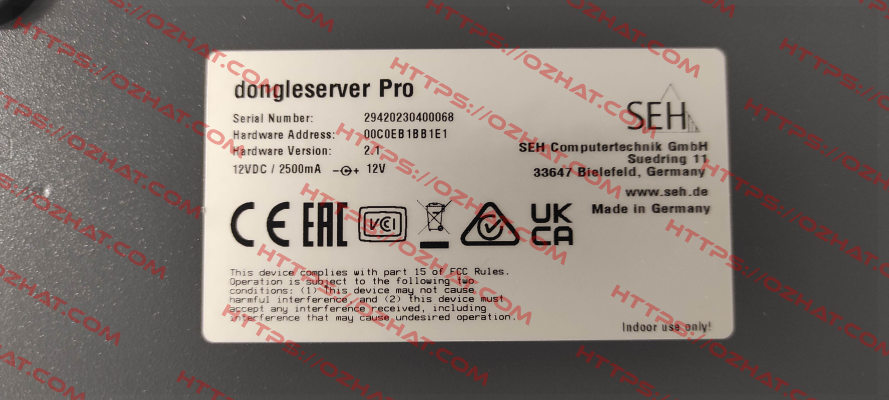 dongleserver Pro
Serial Number: 29420230400068
Hardware Address: 00C0EB1BB1E1
Hardware Version: 2.1
12VDC / 2500mA - + 12V
SEH
SEH Computertechnik GmbH
Suedring 11
33647 Bielefeld, Germany
www.seh.de
Made in Germany
CE EAC VCI UK
CA
This device complies with part 15 of FCC Rules.
Operation is subject to the following two
conditions: (1) This device may not cause
harmful interference, and (2) this device must
accept any interference received, including
interference that may cause undesired operation.
Indoor use only!
HTTPS://OZHAT.COM